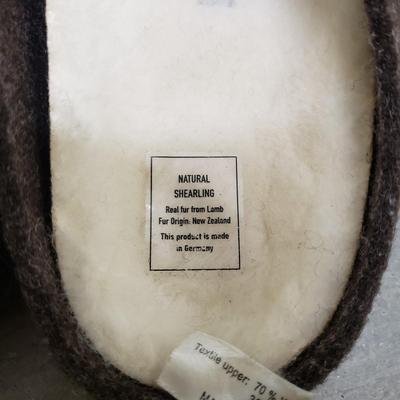 NATURAL
SHEARLING
Real fur from Lamb
Fur Origin: New Zealand
This product is made
in Germany
Textile upper: 70 %